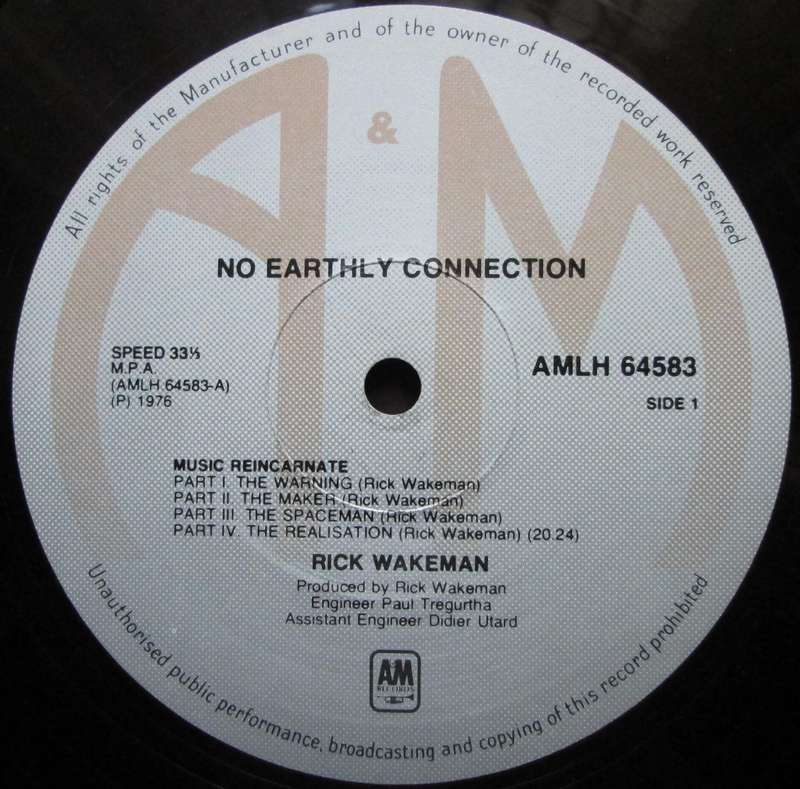 All rights of the Manufacturer and of the owner of the recorded work reserved
A & M
NO EARTHLY CONNECTION
SPEED 33⅓
M.P.A.
(AMLH 64583-A)
(P) 1976
AMLH 64583
SIDE 1
MUSIC REINCARNATE
PART I. THE WARNING (Rick Wakeman)
PART II. THE MAKER (Rick Wakeman)
PART III. THE SPACEMAN (Rick Wakeman)
PART IV. THE REALISATION (Rick Wakeman) (20.24)
RICK WAKEMAN
Produced by Rick Wakeman
Engineer Paul Tregurtha
Assistant Engineer Didier Utard
AM
RECORDS
Unauthorised public performance, broadcasting and copying of this record prohibited